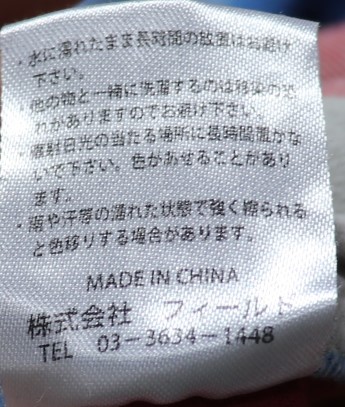 ・水に濡れたまま長時間の放置はお避け
下さい。
・他の物と一緒に洗濯するのは移染の恐
れがありますのでお避け下さい。
・直射日光の当たる場所に長時間置かな
いで下さい。色があせることがあり
ます。
・雨や汗等の濡れた状態で強く擦られる
と色移りする場合があります。
MADE IN CHINA
株式会社 フィールド
TEL 03-3634-1448